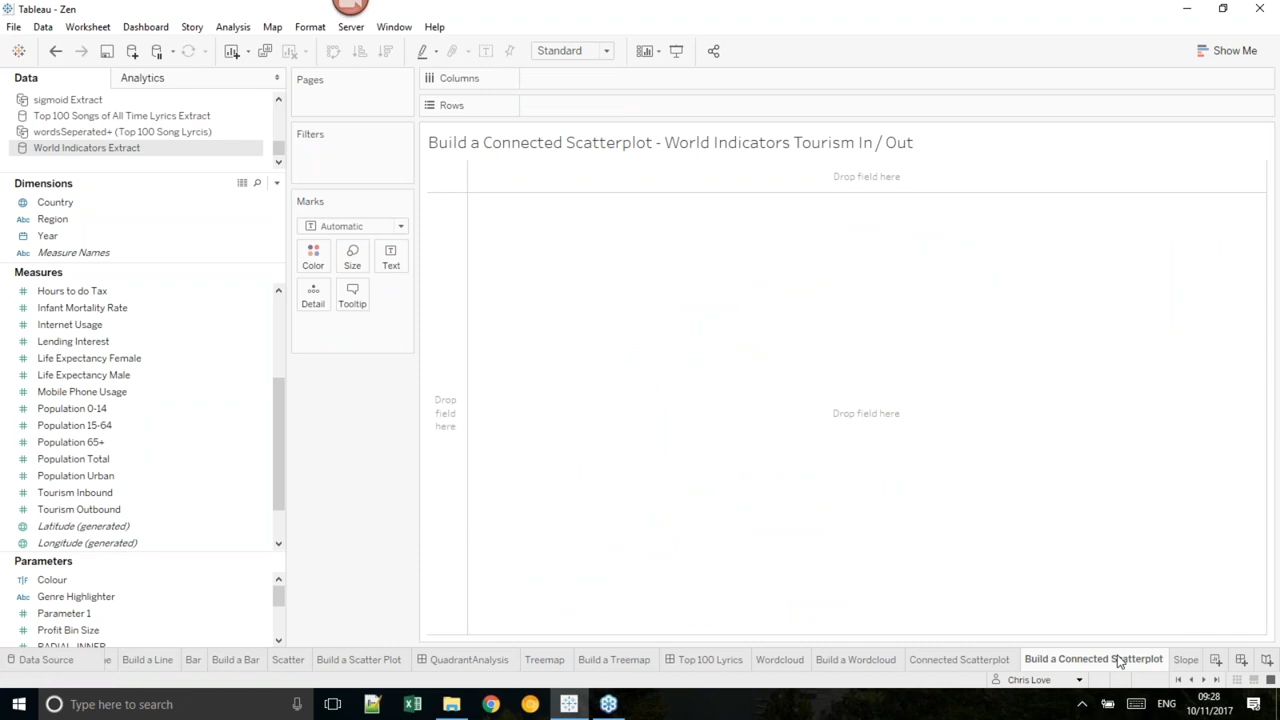 Tableau - Zen
File Data Worksheet Dashboard Story Analysis Map Format Server Window Help
Standard
Show Me
Data Analytics
Pages
Columns
sigmoid Extract
Top 100 Songs of All Time Lyrics Extract
wordsSeperated+ (Top 100 Song Lyrcis)
World Indicators Extract
Rows
Filters
Build a Connected Scatterplot - World Indicators Tourism In / Out
Drop field here
Dimensions
Abc Country
Abc Region
Year
Abc Measure Names
Marks
Automatic
Color Size Text
Detail Tooltip
Measures
Hours to do Tax
Infant Mortality Rate
Internet Usage
Lending Interest
Life Expectancy Female
Life Expectancy Male
Mobile Phone Usage
Population 0-14
Population 15-64
Population 65+
Population Total
Population Urban
Tourism Inbound
Tourism Outbound
Latitude (generated)
Longitude (generated)
Drop
field
here
Drop field here
Parameters
T|F Colour
Abc Genre Highlighter
# Parameter 1
# Profit Bin Size
# RADIAL_INNER
Data Source Build a Line Bar Build a Bar Scatter Build a Scatter Plot QuadrantAnalysis Treemap Build a Treemap Top 100 Lyrics Wordcloud Build a Wordcloud Connected Scatterplot Build a Connected Scatterplot Slope
Chris Love
Type here to search
ENG
09:28
10/11/2017